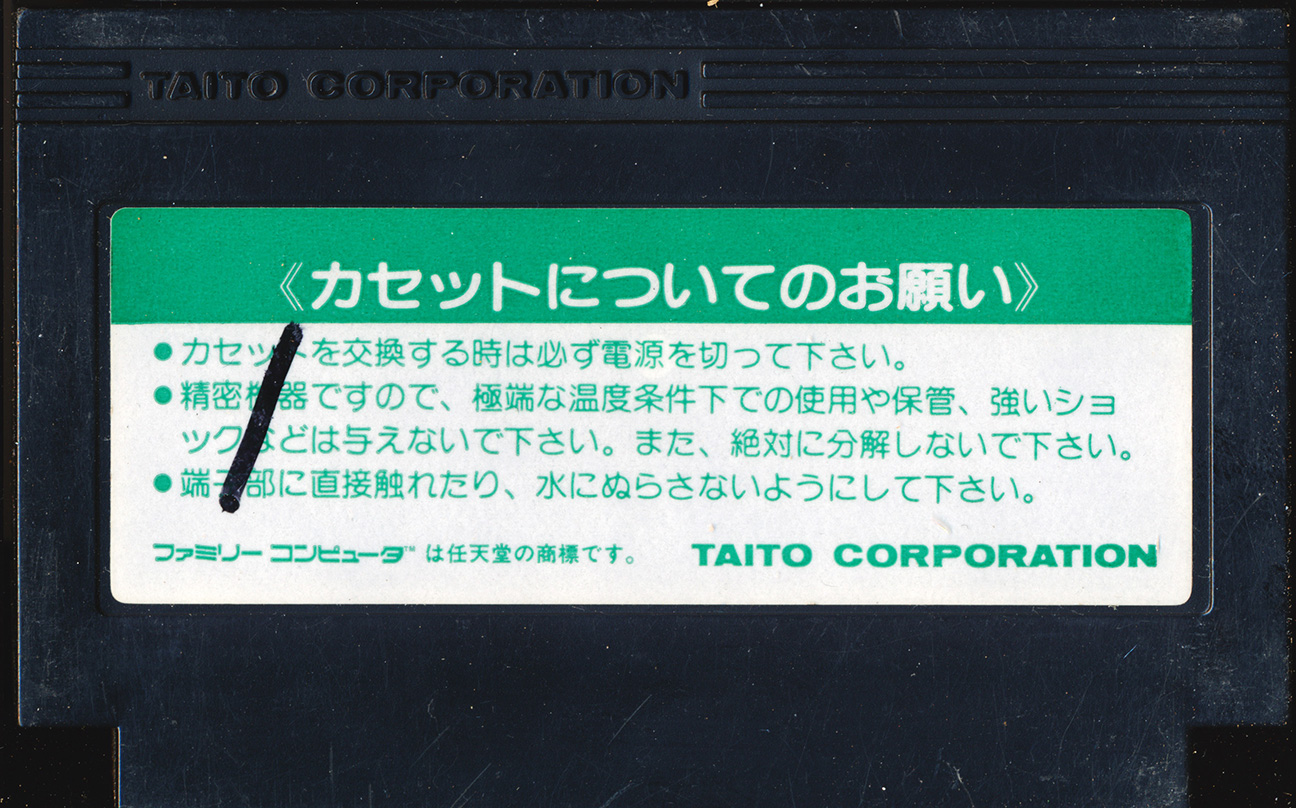 TAITO CORPORATION
《カセットについてのお願い》
●カセットを交換する時は必ず電源を切って下さい。
●精密機器ですので、極端な温度条件下での使用や保管、強いショ
ックなどは与えないで下さい。また、絶対に分解しないで下さい。
●端子部に直接触れたり、水にぬらさないようにして下さい。
ファミリーコンピュータ™は任天堂の商標です。 TAITO CORPORATION